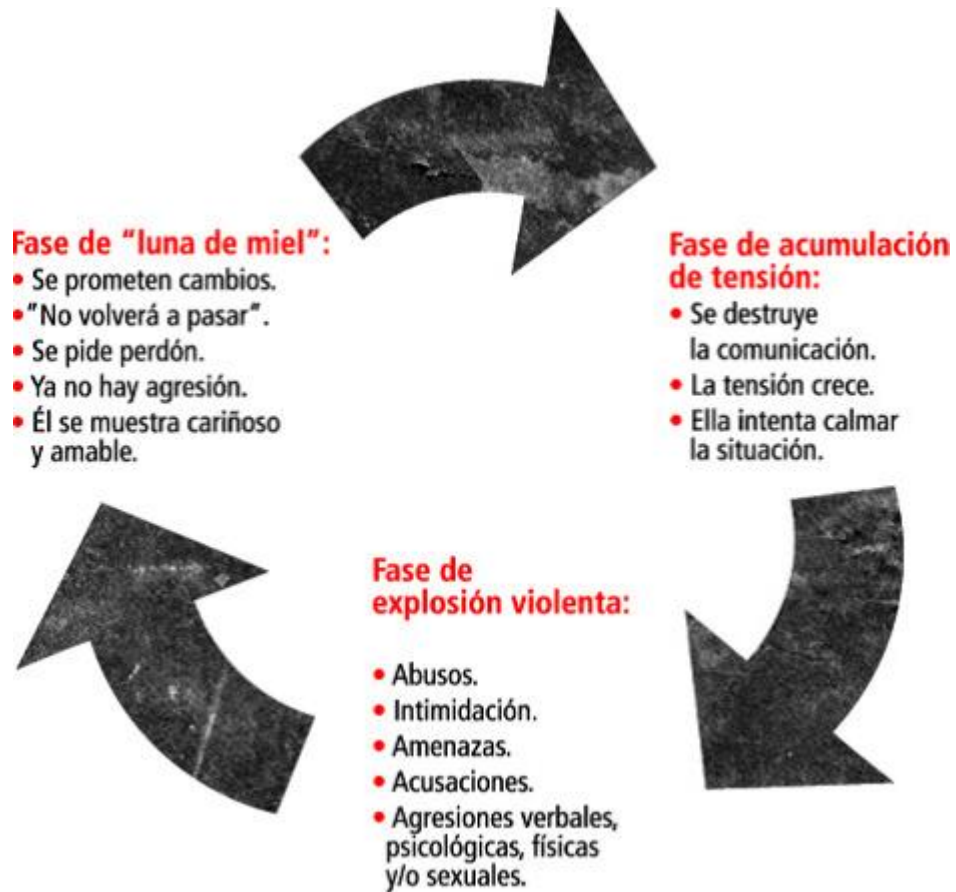 Fase de "luna de miel":
• Se prometen cambios.
• "No volverá a pasar".
• Se pide perdón.
• Ya no hay agresión.
• Él se muestra cariñoso
y amable.
Fase de acumulación
de tensión:
• Se destruye
la comunicación.
• La tensión crece.
• Ella intenta calmar
la situación.
Fase de
explosión violenta:
• Abusos.
• Intimidación.
• Amenazas.
• Acusaciones.
• Agresiones verbales,
psicológicas, físicas
y/o sexuales.